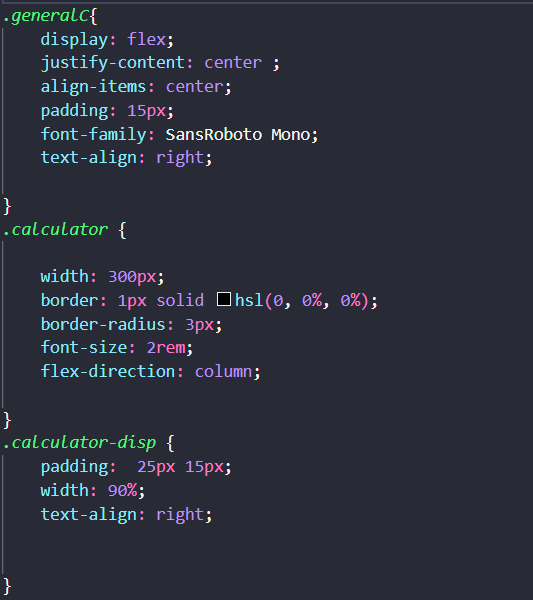 .generalC{
display: flex;
justify-content: center ;
align-items: center;
padding: 15px;
font-family: SansRoboto Mono;
text-align: right;
}
.calculator {
width: 300px;
border: 1px solid hsl(0, 0%, 0%);
border-radius: 3px;
font-size: 2rem;
flex-direction: column;
}
.calculator-disp {
padding:  25px 15px;
width: 90%;
text-align: right;
}